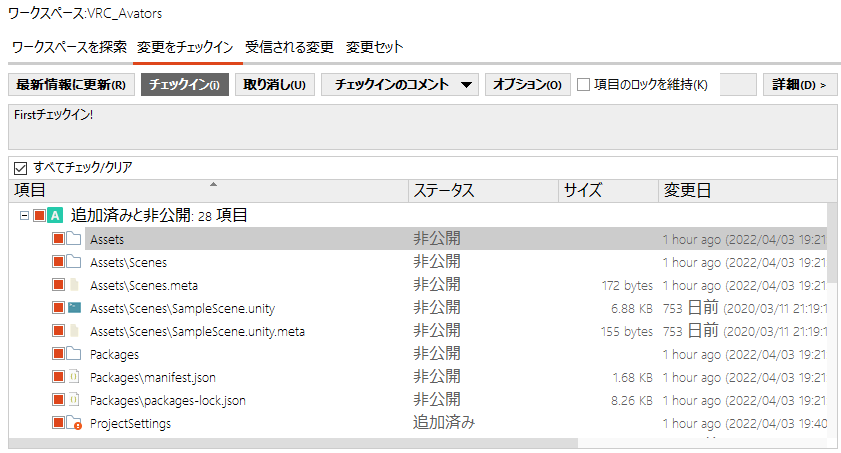 ワークスペース:VRC_Avators
ワークスペースを探索 変更をチェックイン 受信される変更 変更セット
最新情報に更新(R) チェックイン(i) 取り消し(U) チェックインのコメント オプション(O) 項目のロックを維持(K) 詳細(D) >
Firstチェックイン!
すべてチェック/クリア
項目 ステータス サイズ 変更日
A 追加済みと非公開: 28 項目
Assets 非公開 1 hour ago (2022/04/03 19:21
Assets\Scenes 非公開 1 hour ago (2022/04/03 19:21
Assets\Scenes.meta 非公開 172 bytes 1 hour ago (2022/04/03 19:21
Assets\Scenes\SampleScene.unity 非公開 6.88 KB 753 日前 (2020/03/11 21:19:1
Assets\Scenes\SampleScene.unity.meta 非公開 155 bytes 753 日前 (2020/03/11 21:19:1
Packages 非公開 1 hour ago (2022/04/03 19:21
Packages\manifest.json 非公開 1.68 KB 1 hour ago (2022/04/03 19:21
Packages\packages-lock.json 非公開 8.26 KB 1 hour ago (2022/04/03 19:21
ProjectSettings 追加済み 1 hour ago (2022/04/03 19:40